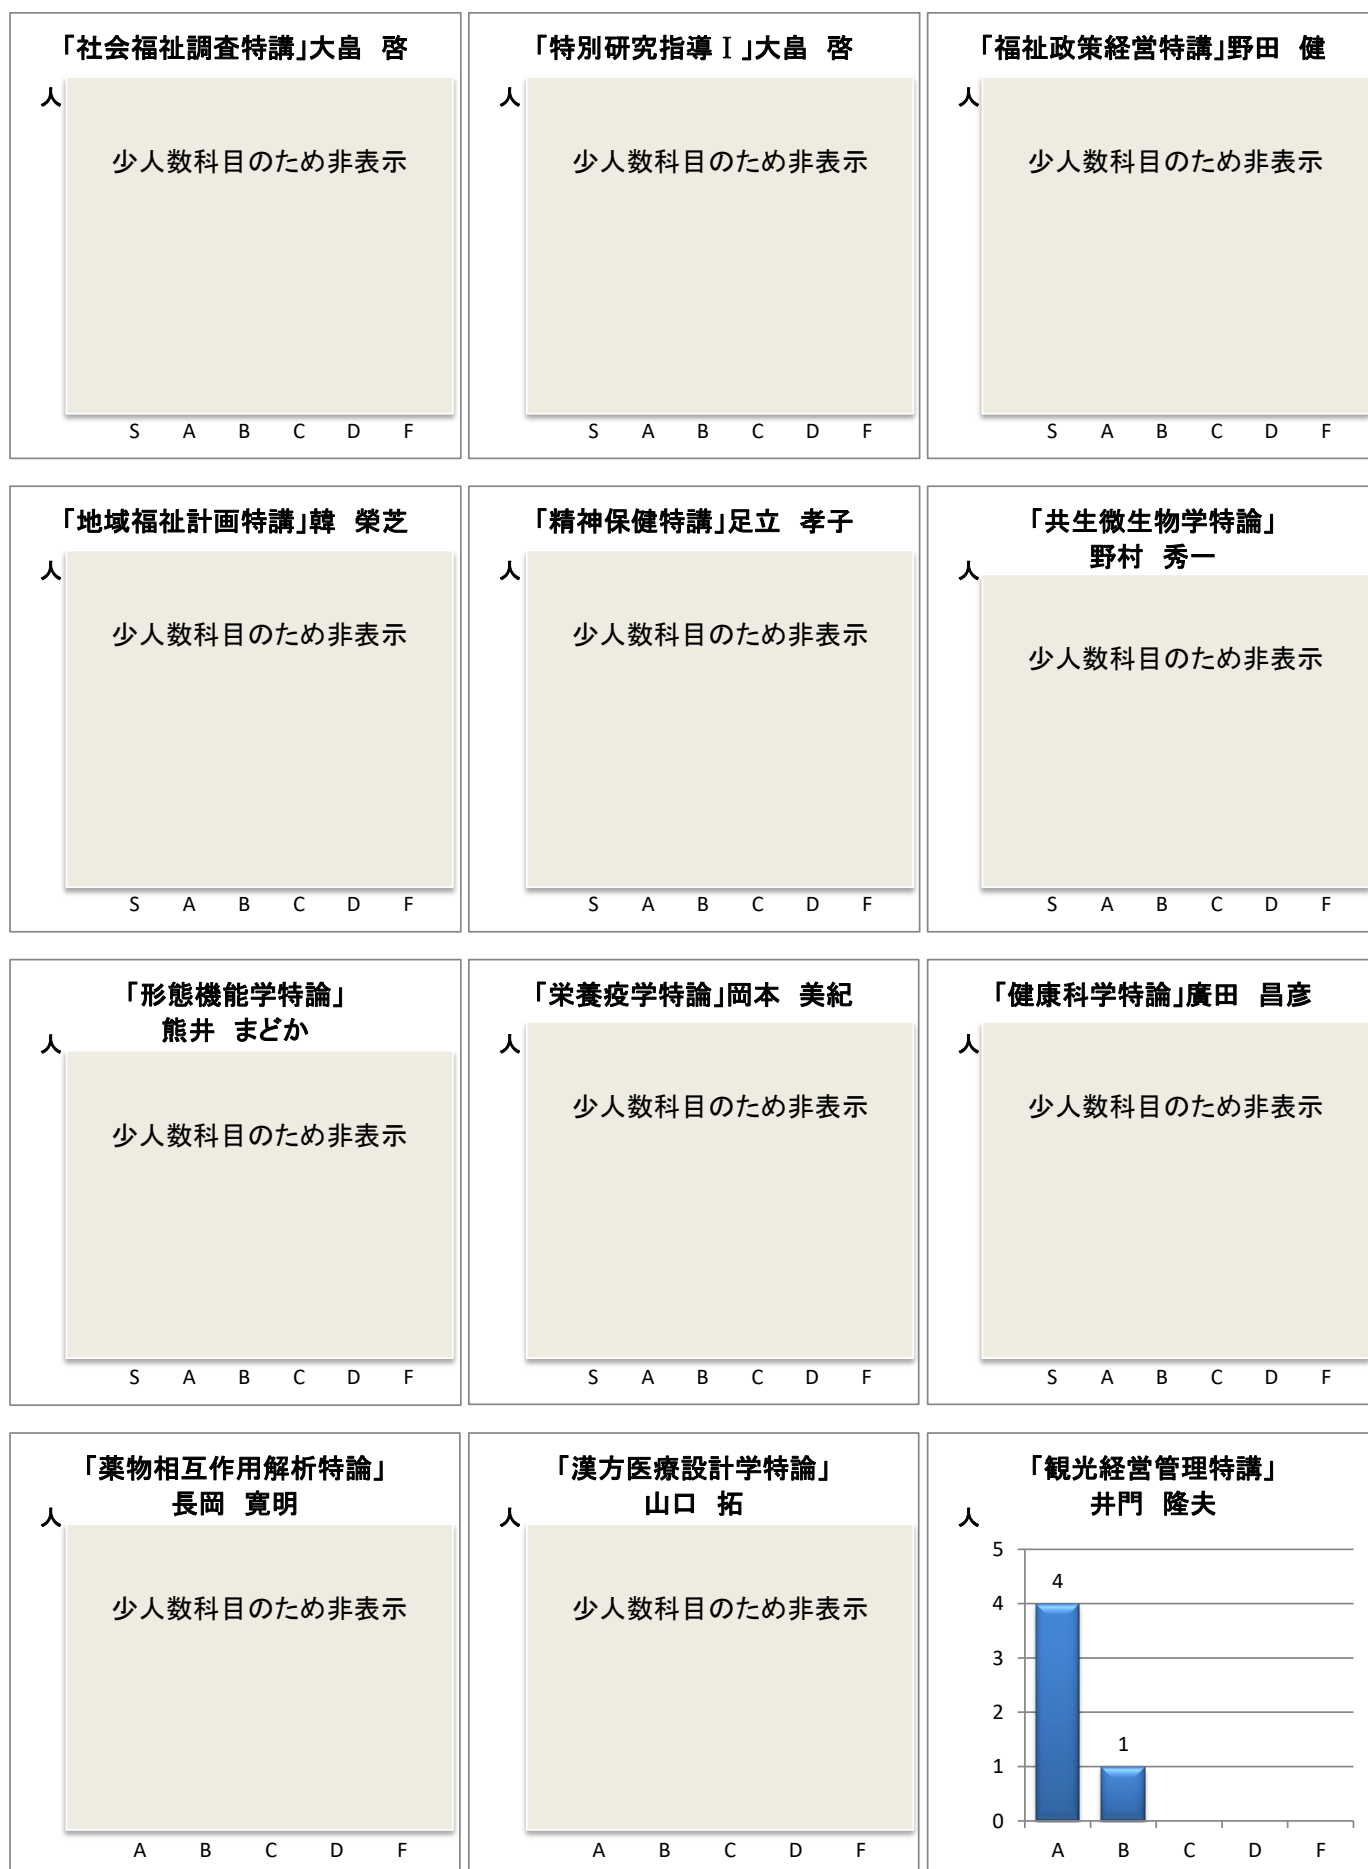 「社会福祉調査特講」大畠　啓
人
少人数科目のため非表示
S A B C D F
「特別研究指導Ⅰ」大畠　啓
人
少人数科目のため非表示
S A B C D F
「福祉政策経営特講」野田　健
人
少人数科目のため非表示
S A B C D F
「地域福祉計画特講」韓　榮芝
人
少人数科目のため非表示
S A B C D F
「精神保健特講」足立　孝子
人
少人数科目のため非表示
S A B C D F
「共生微生物学特論」
野村　秀一
人
少人数科目のため非表示
S A B C D F
「形態機能学特論」
熊井　まどか
人
少人数科目のため非表示
S A B C D F
「栄養疫学特論」岡本　美紀
人
少人数科目のため非表示
S A B C D F
「健康科学特論」廣田　昌彦
人
少人数科目のため非表示
S A B C D F
「薬物相互作用解析特論」
長岡　寛明
人
少人数科目のため非表示
A B C D F
「漢方医療設計学特論」
山口　拓
人
少人数科目のため非表示
A B C D F
「観光経営管理特講」
井門　隆夫
人
5
4
4
3
2
1
1
0
A B C D F